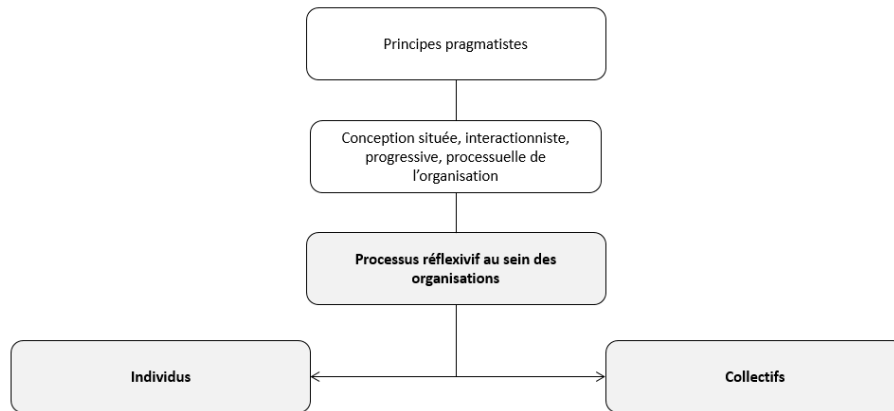 Principes pragmatistes
Conception située, interactionniste,
progressive, processuelle de
l’organisation
Processus réflexivif au sein des
organisations
Individus
Collectifs